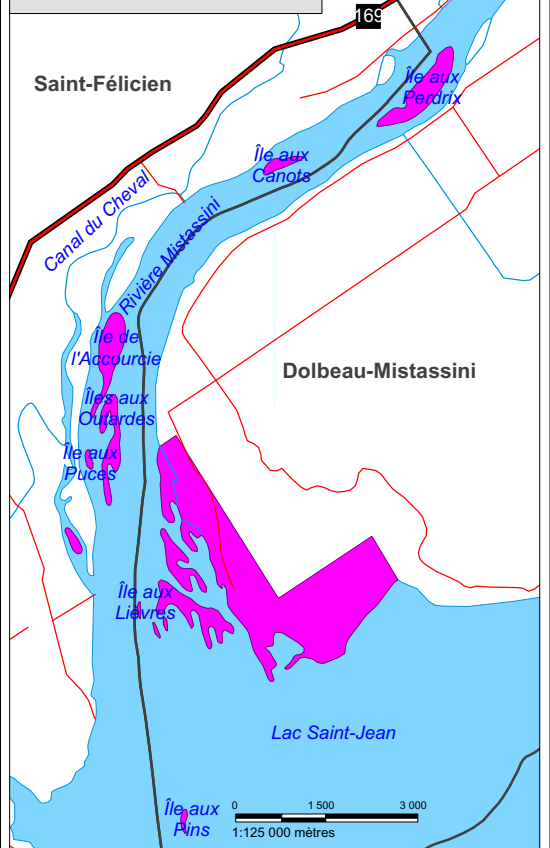 169
Saint-Félicien
Île aux
Perdrix
Île aux
Canots
Canal du Cheval
Rivière Mistassini
Île de
l'Accourcie
Dolbeau-Mistassini
Îles aux
Outardes
Île aux
Puces
Île aux
Lièvres
Lac Saint-Jean
Île aux
Pins
0 1 500 3 000
1:125 000 mètres